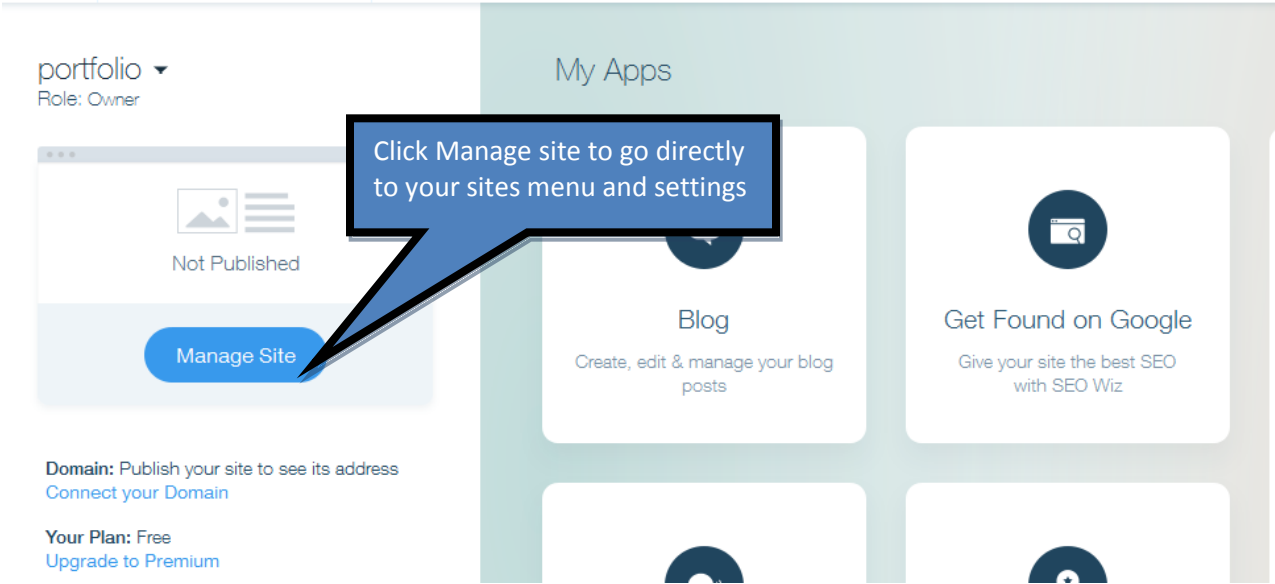 portfolio
Role: Owner
Not Published
Manage Site
Domain: Publish your site to see its address
Connect your Domain
Your Plan: Free
Upgrade to Premium
Click Manage site to go directly
to your sites menu and settings
My Apps
Blog
Create, edit & manage your blog
posts
Get Found on Google
Give your site the best SEO
with SEO Wiz